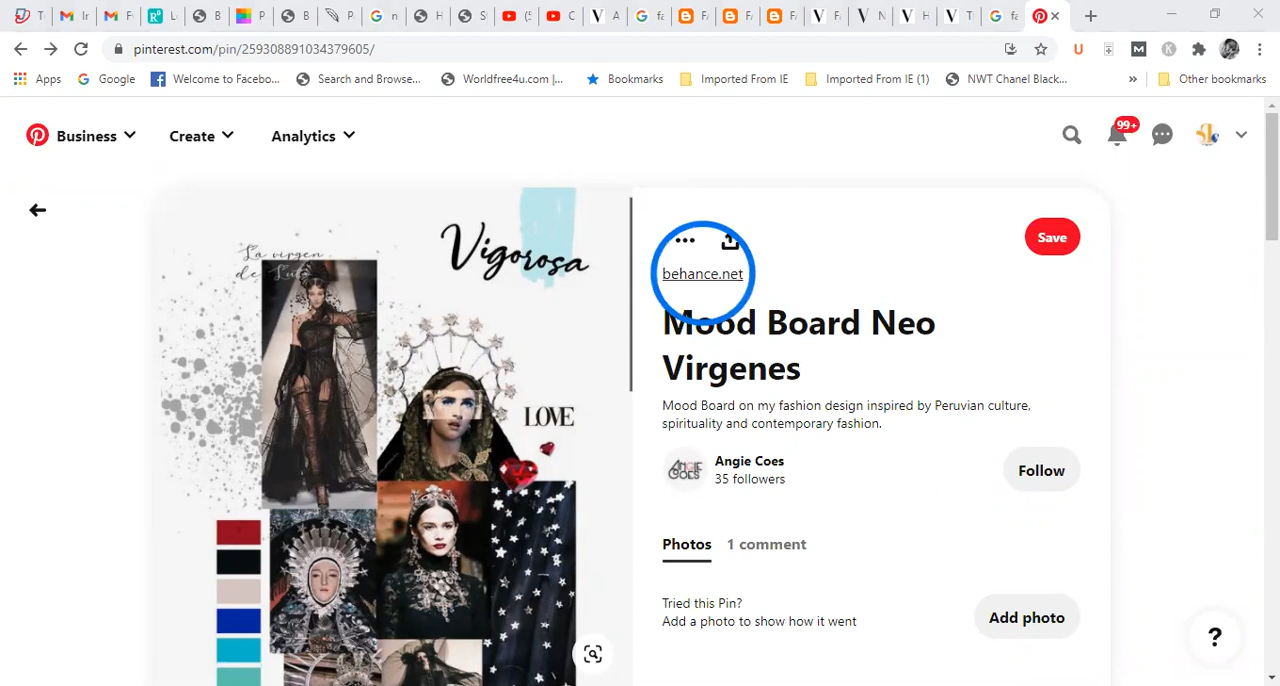 pinterest.com/pin/259308891034379605/
Apps
Google
Welcome to Facebo...
Search and Browse...
Worldfree4u.com |...
Bookmarks
Imported From IE
Imported From IE (1)
NWT Chanel Black...
»
Other bookmarks
Business
Create
Analytics
99+
Vigorosa
La virgen
LOVE
Save
behance.net
Mood Board Neo
Virgenes
Mood Board on my fashion design inspired by Peruvian culture,
spirituality and contemporary fashion.
Angie Coes
35 followers
Follow
Photos
1 comment
Tried this Pin?
Add a photo to show how it went
Add photo
?